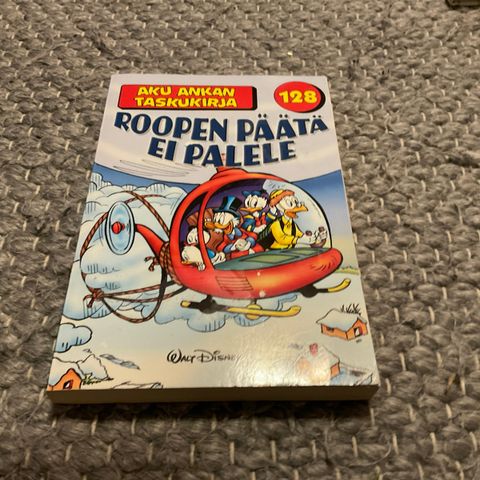 AKU ANKAN
TASKUKIRJA
128
ROOPEN PÄÄTÄ
EI PALELE
WALT DISNEY